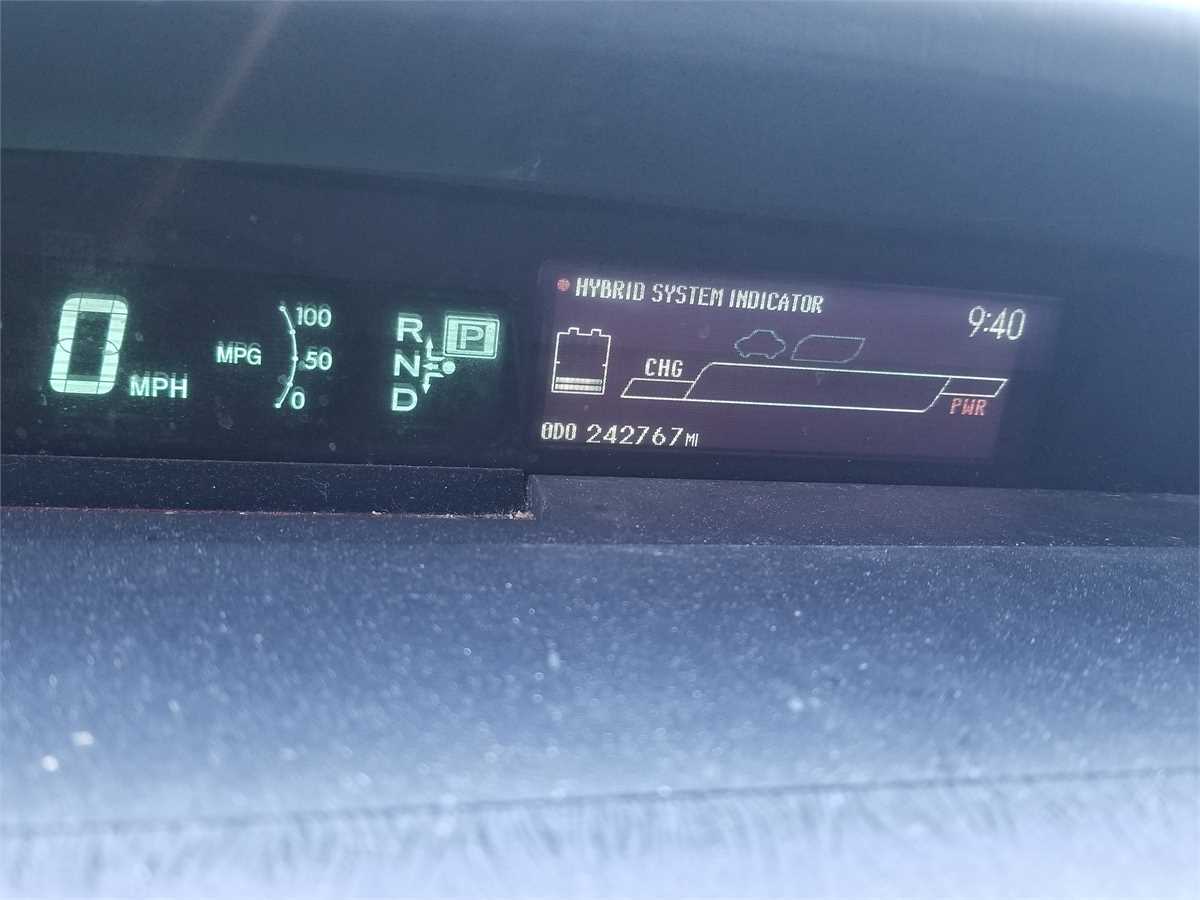 HYBRID SYSTEM INDICATOR
9:40
0
MPH
MPG
100
50
0
R
N
D
P
CHG
PWR
ODO 242767 MI